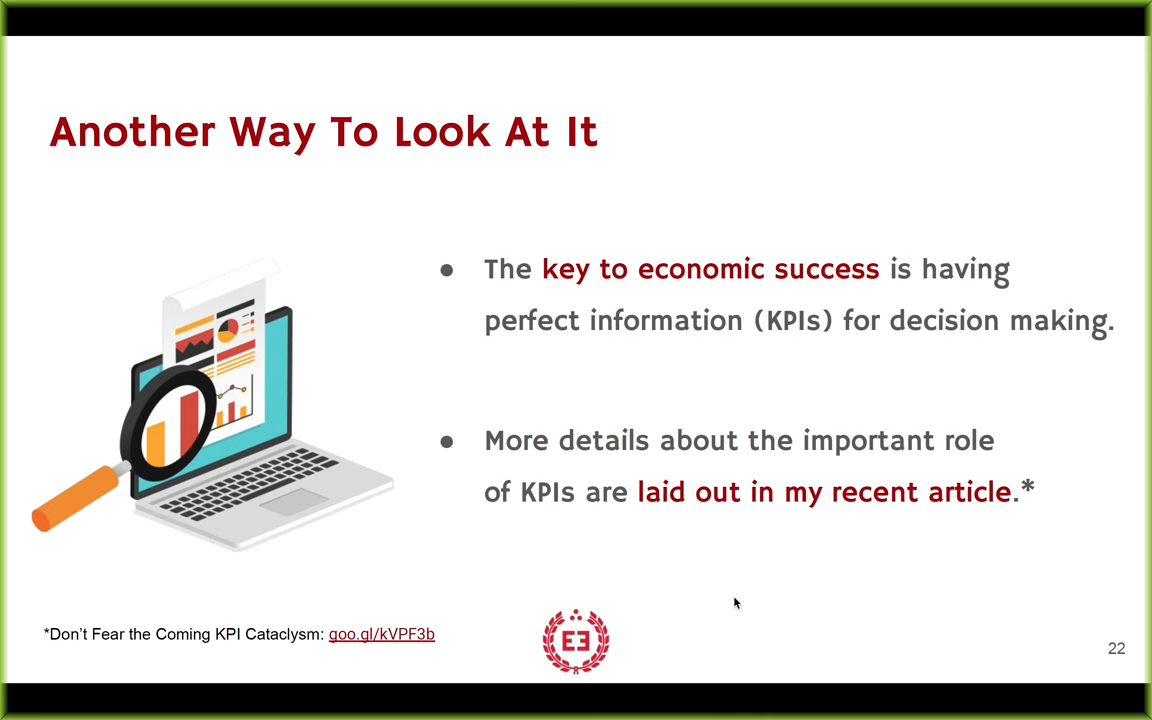 Another Way To Look At It
● The key to economic success is having
perfect information (KPIs) for decision making.
● More details about the important role
of KPIs are laid out in my recent article.*
*Don’t Fear the Coming KPI Cataclysm: goo.gl/kVPF3b
EE
22